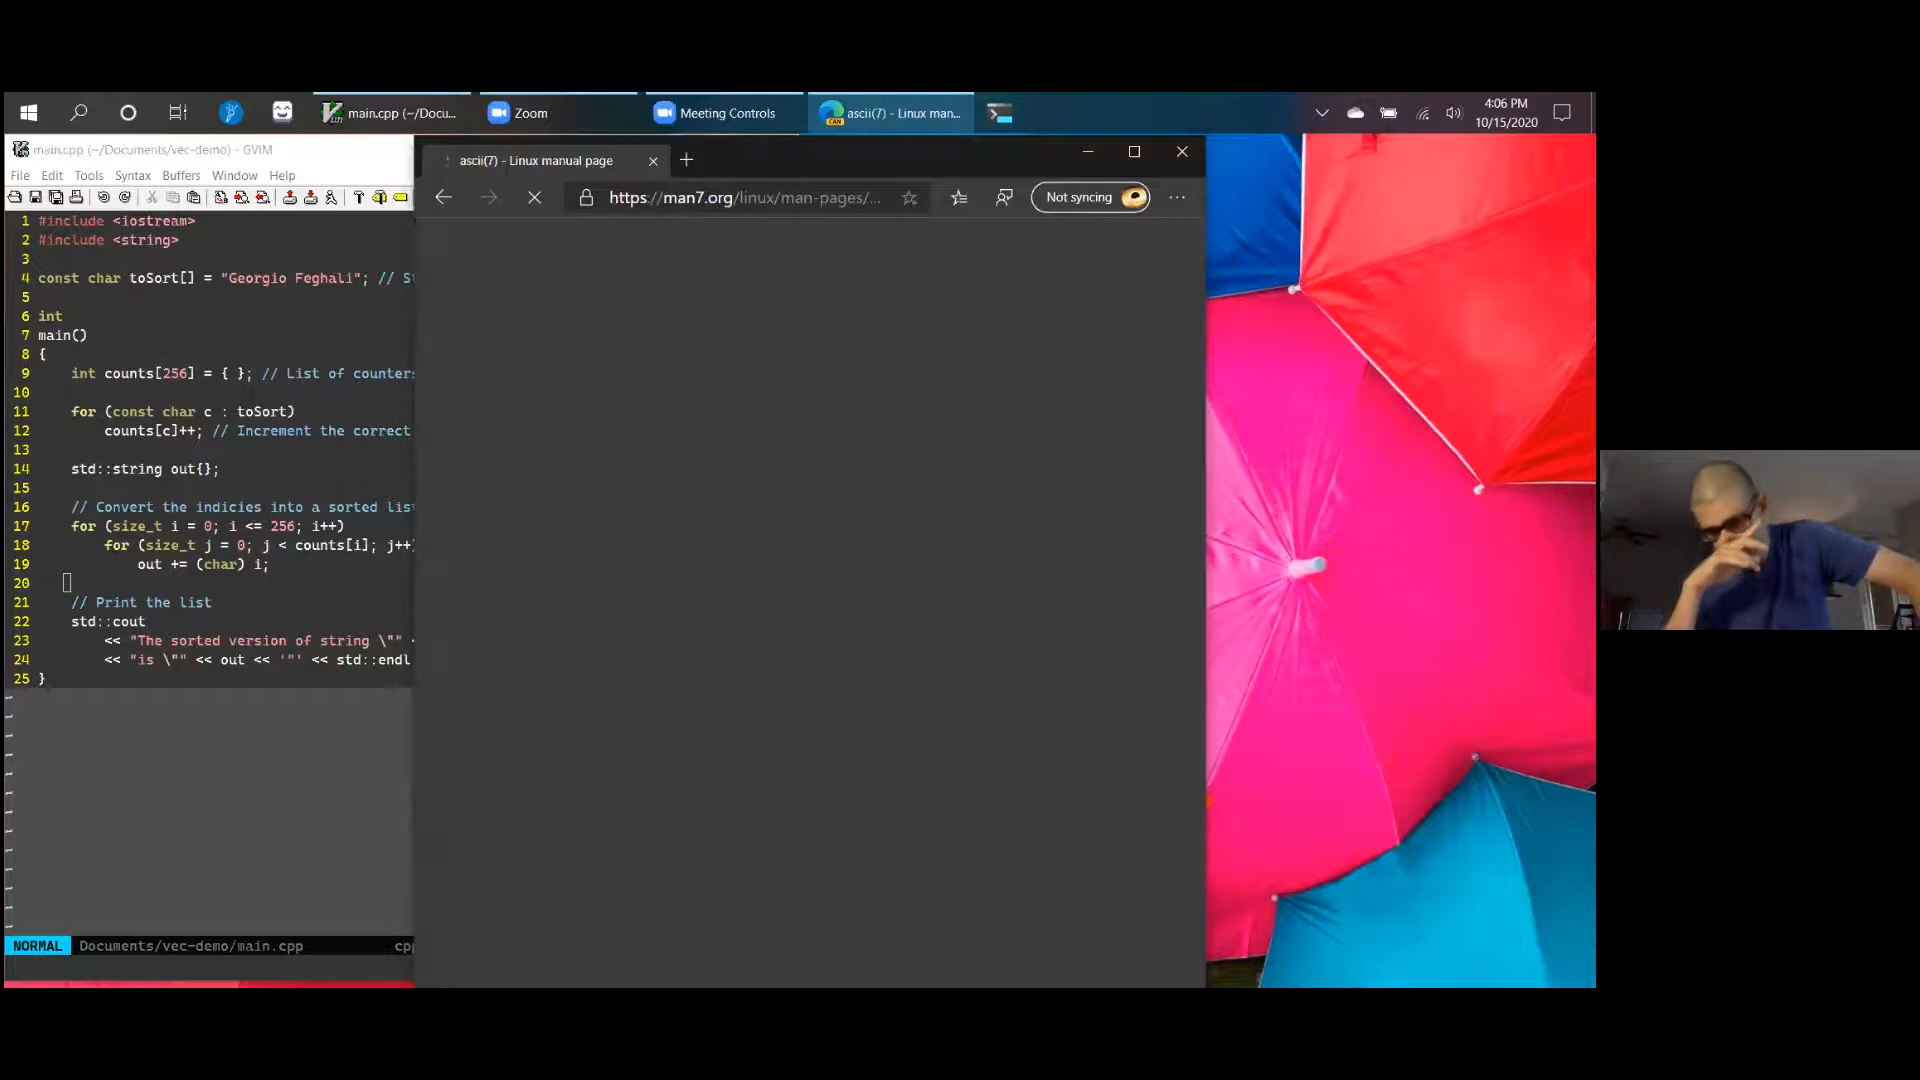 main.cpp (~/Docu... Zoom Meeting Controls ascii(7) - Linux man... 4:06 PM
10/15/2020
main.cpp (~/Documents/vec-demo) - GVIM
File Edit Tools Syntax Buffers Window Help
ascii(7) - Linux manual page
https://man7.org/linux/man-pages/... Not syncing
1 #include <iostream>
2 #include <string>
3
4 const char toSort[] = "Georgio Feghali"; // S
5
6 int
7 main()
8 {
9 int counts[256] = { }; // List of counters
10
11 for (const char c : toSort)
12 counts[c]++; // Increment the correct
13
14 std::string out{};
15
16 // Convert the indicies into a sorted list
17 for (size_t i = 0; i <= 256; i++)
18 for (size_t j = 0; j < counts[i]; j++)
19 out += (char) i;
20
21 // Print the list
22 std::cout
23 << "The sorted version of string \""
24 << "is \"" << out << '"' << std::endl
25 }
NORMAL Documents/vec-demo/main.cpp cp